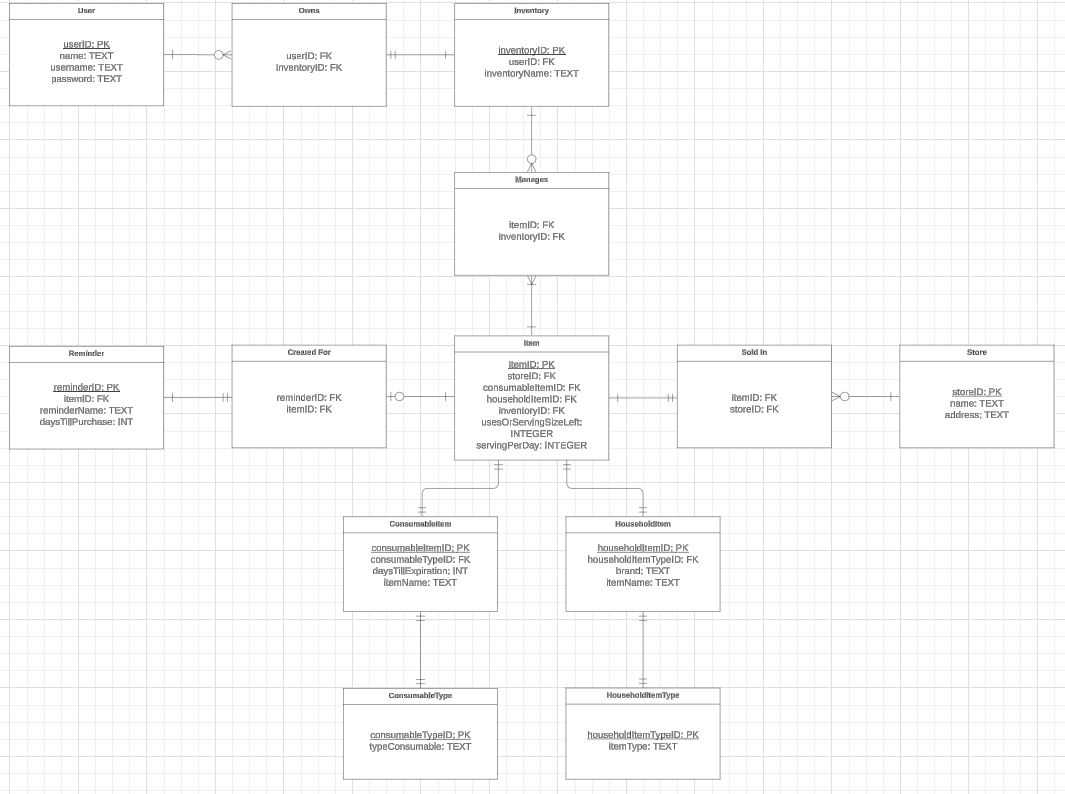 User
userID: PK
name: TEXT
username: TEXT
password: TEXT
Owns
userID: FK
inventoryID: FK
Inventory
inventoryID: PK
userID: FK
inventoryName: TEXT
Manages
itemID: FK
inventoryID: FK
Reminder
reminderID: PK
itemID: FK
reminderName: TEXT
daysTillPurchase: INT
Created For
reminderID: FK
itemID: FK
Item
itemID: PK
storeID: FK
consumableItemID: FK
householdItemID: FK
inventoryID: FK
usesOrServingSizeLeft:
INTEGER
servingPerDay: INTEGER
Sold In
itemID: FK
storeID: FK
Store
storeID: PK
name: TEXT
address: TEXT
ConsumableItem
consumableItemID: PK
consumableTypeID: FK
daysTillExpiration: INT
itemName: TEXT
HouseholdItem
householdItemID: PK
householdItemTypeID: FK
brand: TEXT
itemName: TEXT
ConsumableType
consumableTypeID: PK
typeConsumable: TEXT
HouseholdItemType
householdItemTypeID: PK
itemType: TEXT